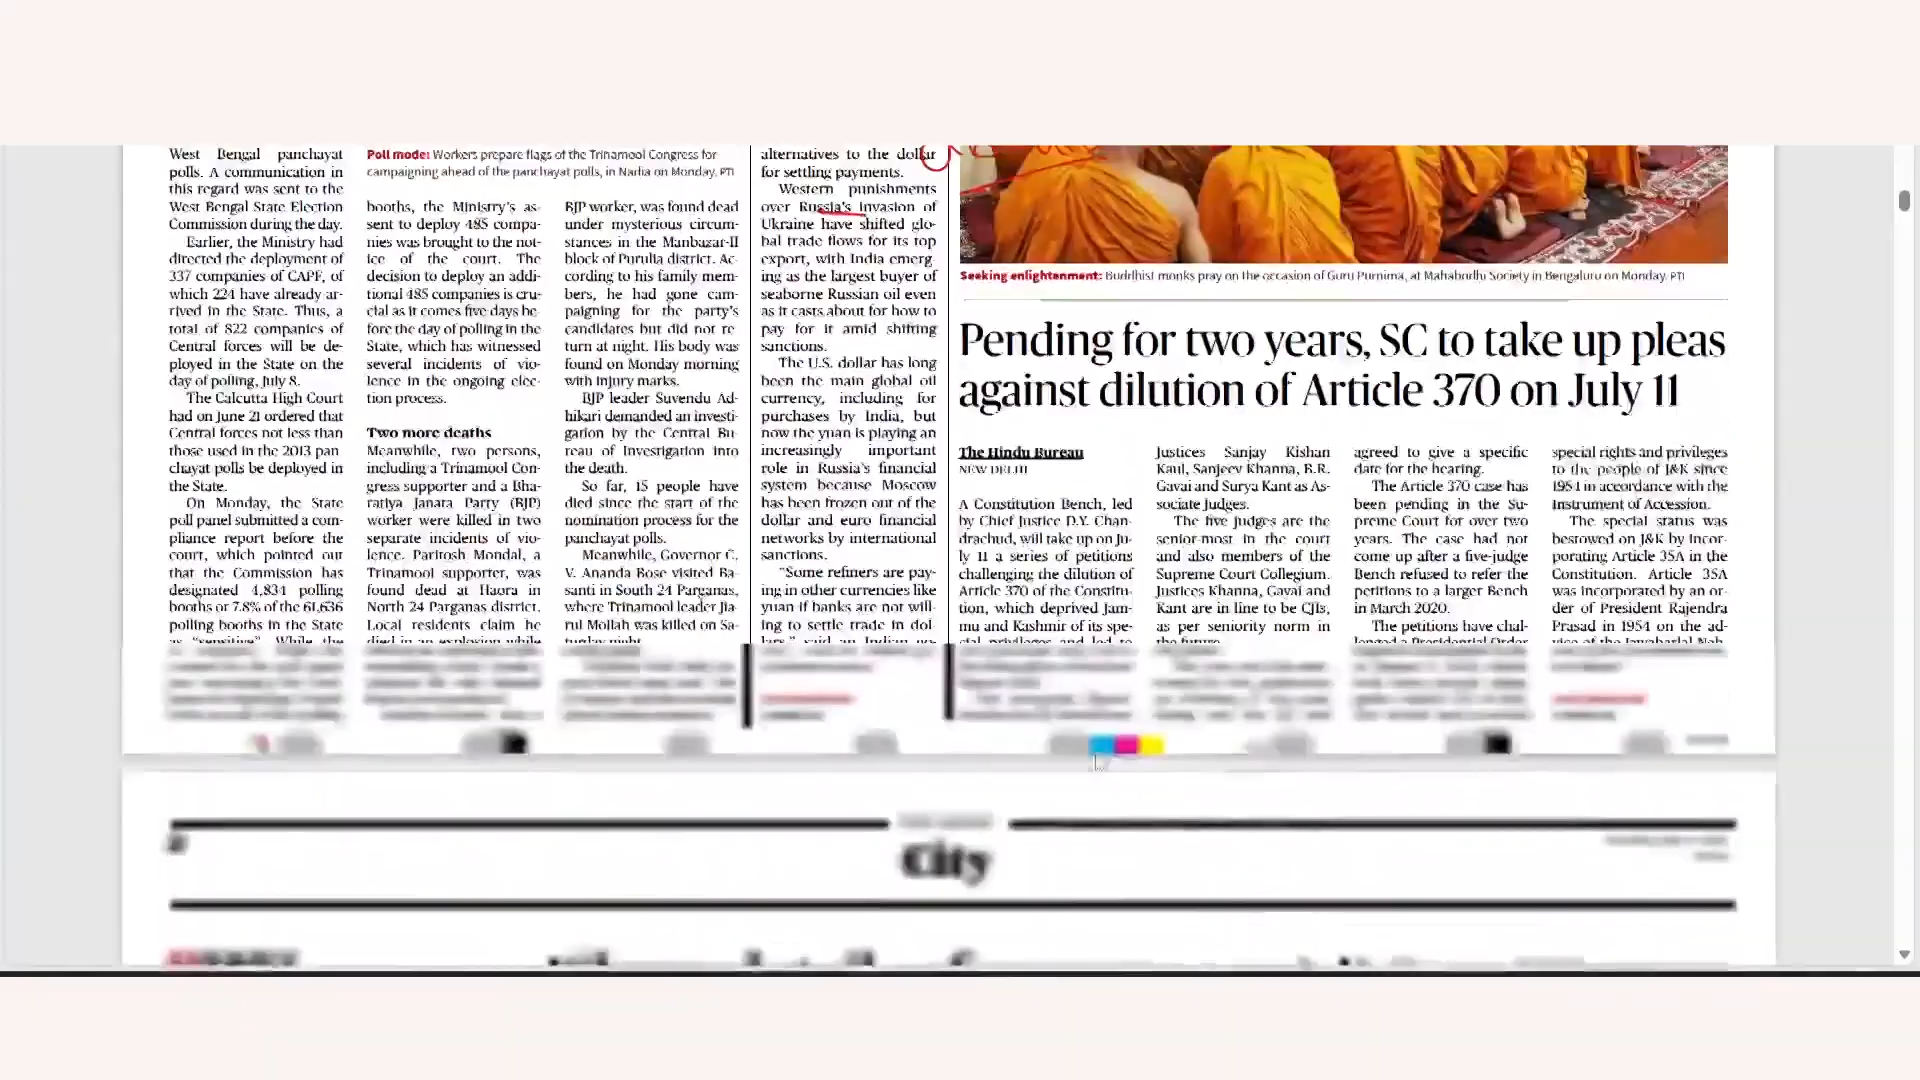 West Bengal panchayat
polls. A communication in
this regard was sent to the
West Bengal State Election
Commission during the day.
Earlier, the Ministry had
directed the deployment of
337 companies of CAPF, of
which 224 have already ar-
rived in the State. Thus, a
total of 822 companies of
Central forces will be de-
ployed in the State on the
day of polling, July 8.
The Calcutta High Court
had on June 21 ordered that
Central forces not less than
those used in the 2013 pan-
chayat polls be deployed in
the State.
On Monday, the State
poll panel submitted a com-
pliance report before the
court, which pointed out
that the Commission has
designated 4,834 polling
booths or 7.8% of the 61,636
polling booths in the State
as "sensitive". While the
Poll mode: Workers prepare flags of the Trinamool Congress for
campaigning ahead of the panchayat polls, in Nadia on Monday. PTI
booths, the Ministry's as-
sent to deploy 485 compa-
nies was brought to the not-
ice of the court. The
decision to deploy an addi-
tional 485 companies is cru-
cial as it comes five days be-
fore the day of polling in the
State, which has witnessed
several incidents of vio-
lence in the ongoing elec-
tion process.
Two more deaths
Meanwhile, two persons,
including a Trinamool Con-
gress supporter and a Bha-
ratiya Janara Party (BJP)
worker were killed in two
separate incidents of vio-
lence. Paritosh Mondal, a
Trinamool supporter, was
found dead at Haora in
North 24 Parganas district.
Local residents claim he
died in an explosion while
BJP worker, was found dead
under mysterious circum-
stances in the Manbazar-II
block of Purulia district. Ac-
cording to his family mem-
bers, he had gone cam-
paigning for the party's
candidates but did not re-
turn at night. His body was
found on Monday morning
with injury marks.
BJP leader Suvendu Ad-
hikari demanded an investi-
gation by the Central Bu-
reau of Investigation into
the death.
So far, 15 people have
died since the start of the
nomination process for the
panchayat polls.
Meanwhile, Governor C.
V. Ananda Bose visited Ba-
santi in South 24 Parganas,
where Trinamool leader Jia-
rul Mollah was killed on Sa-
turday night.
alternatives to the dollar
for settling payments.
Western punishments
over Russia's invasion of
Ukraine have shifted glo-
bal trade flows for its top
export, with India emerg-
ing as the largest buyer of
seaborne Russian oil even
as it casts about for how to
pay for it amid shifting
sanctions.
The U.S. dollar has long
been the main global oil
currency, including for
purchases by India, but
now the yuan is playing an
increasingly important
role in Russia's financial
system because Moscow
has been frozen out of the
dollar and euro financial
networks by international
sanctions.
"Some refiners are pay-
ing in other currencies like
yuan if banks are not will-
ing to settle trade in dol-
lars," said an Indian go-
Seeking enlightenment: Buddhist monks pray on the occasion of Guru Purnima, at Mahabodhi Society in Bengaluru on Monday. PTI
Pending for two years, SC to take up pleas
against dilution of Article 370 on July 11
The Hindu Bureau
NEW DELHI
A Constitution Bench, led
by Chief Justice D.Y. Chan-
drachud, will take up on Ju-
ly 11 a series of petitions
challenging the dilution of
Article 370 of the Constitu-
tion, which deprived Jam-
mu and Kashmir of its spe-
cial privileges and led to
Justices Sanjay Kishan
Kaul, Sanjeev Khanna, B.R.
Gavai and Surya Kant as As-
sociate Judges.
The five judges are the
senior-most in the court
and also members of the
Supreme Court Collegium.
Justices Khanna, Gavai and
Kant are in line to be CJIs,
as per seniority norm in
the future.
agreed to give a specific
date for the hearing.
The Article 370 case has
been pending in the Su-
preme Court for over two
years. The case had not
come up after a five-judge
Bench refused to refer the
petitions to a larger Bench
in March 2020.
The petitions have chal-
lenged a Presidential Order
special rights and privileges
to the people of J&K since
1954 in accordance with the
Instrument of Accession.
The special status was
bestowed on J&K by incor-
porating Article 35A in the
Constitution. Article 35A
was incorporated by an or-
der of President Rajendra
Prasad in 1954 on the ad-
vice of the Jawaharlal Neh-
City